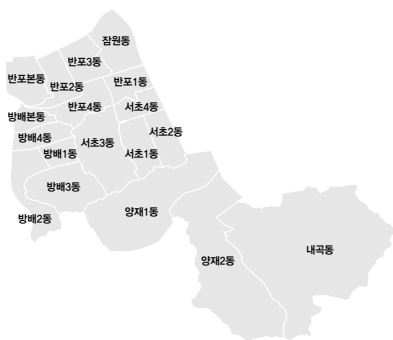 잠원동
반포3동
반포본동
반포2동
반포1동
반포4동
서초4동
방배본동
서초2동
방배4동
서초3동
방배1동
서초1동
방배3동
양재1동
방배2동
내곡동
양재2동